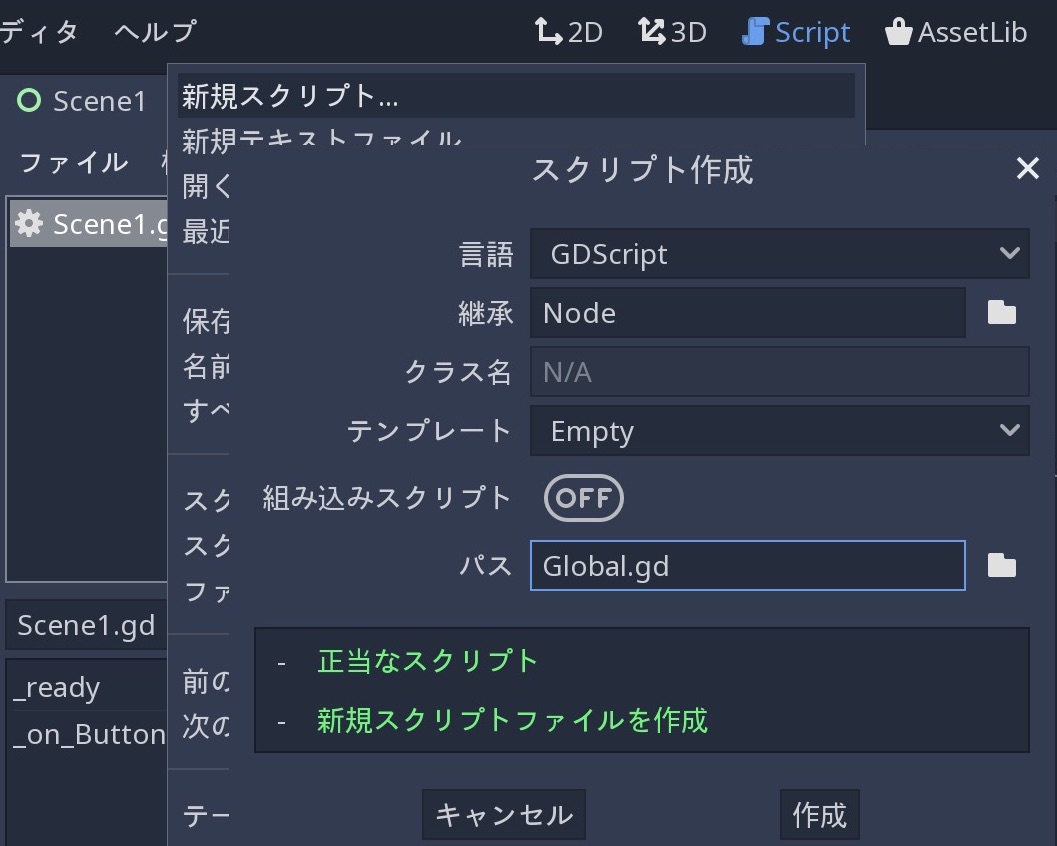 ディタ ヘルプ 2D 3D Script AssetLib
Scene1
新規スクリプト...
新規テキストファイル
ファイル
スクリプト作成
開く
Scene1.g
最近
言語 GDScript
保存
継承 Node
名前
クラス名 N/A
すべ
テンプレート Empty
スク
組み込みスクリプト OFF
スク
パス Global.gd
ファ
Scene1.gd
正当なスクリプト
_ready
前の
- 新規スクリプトファイルを作成
_on_Button
次の
テー
キャンセル 作成